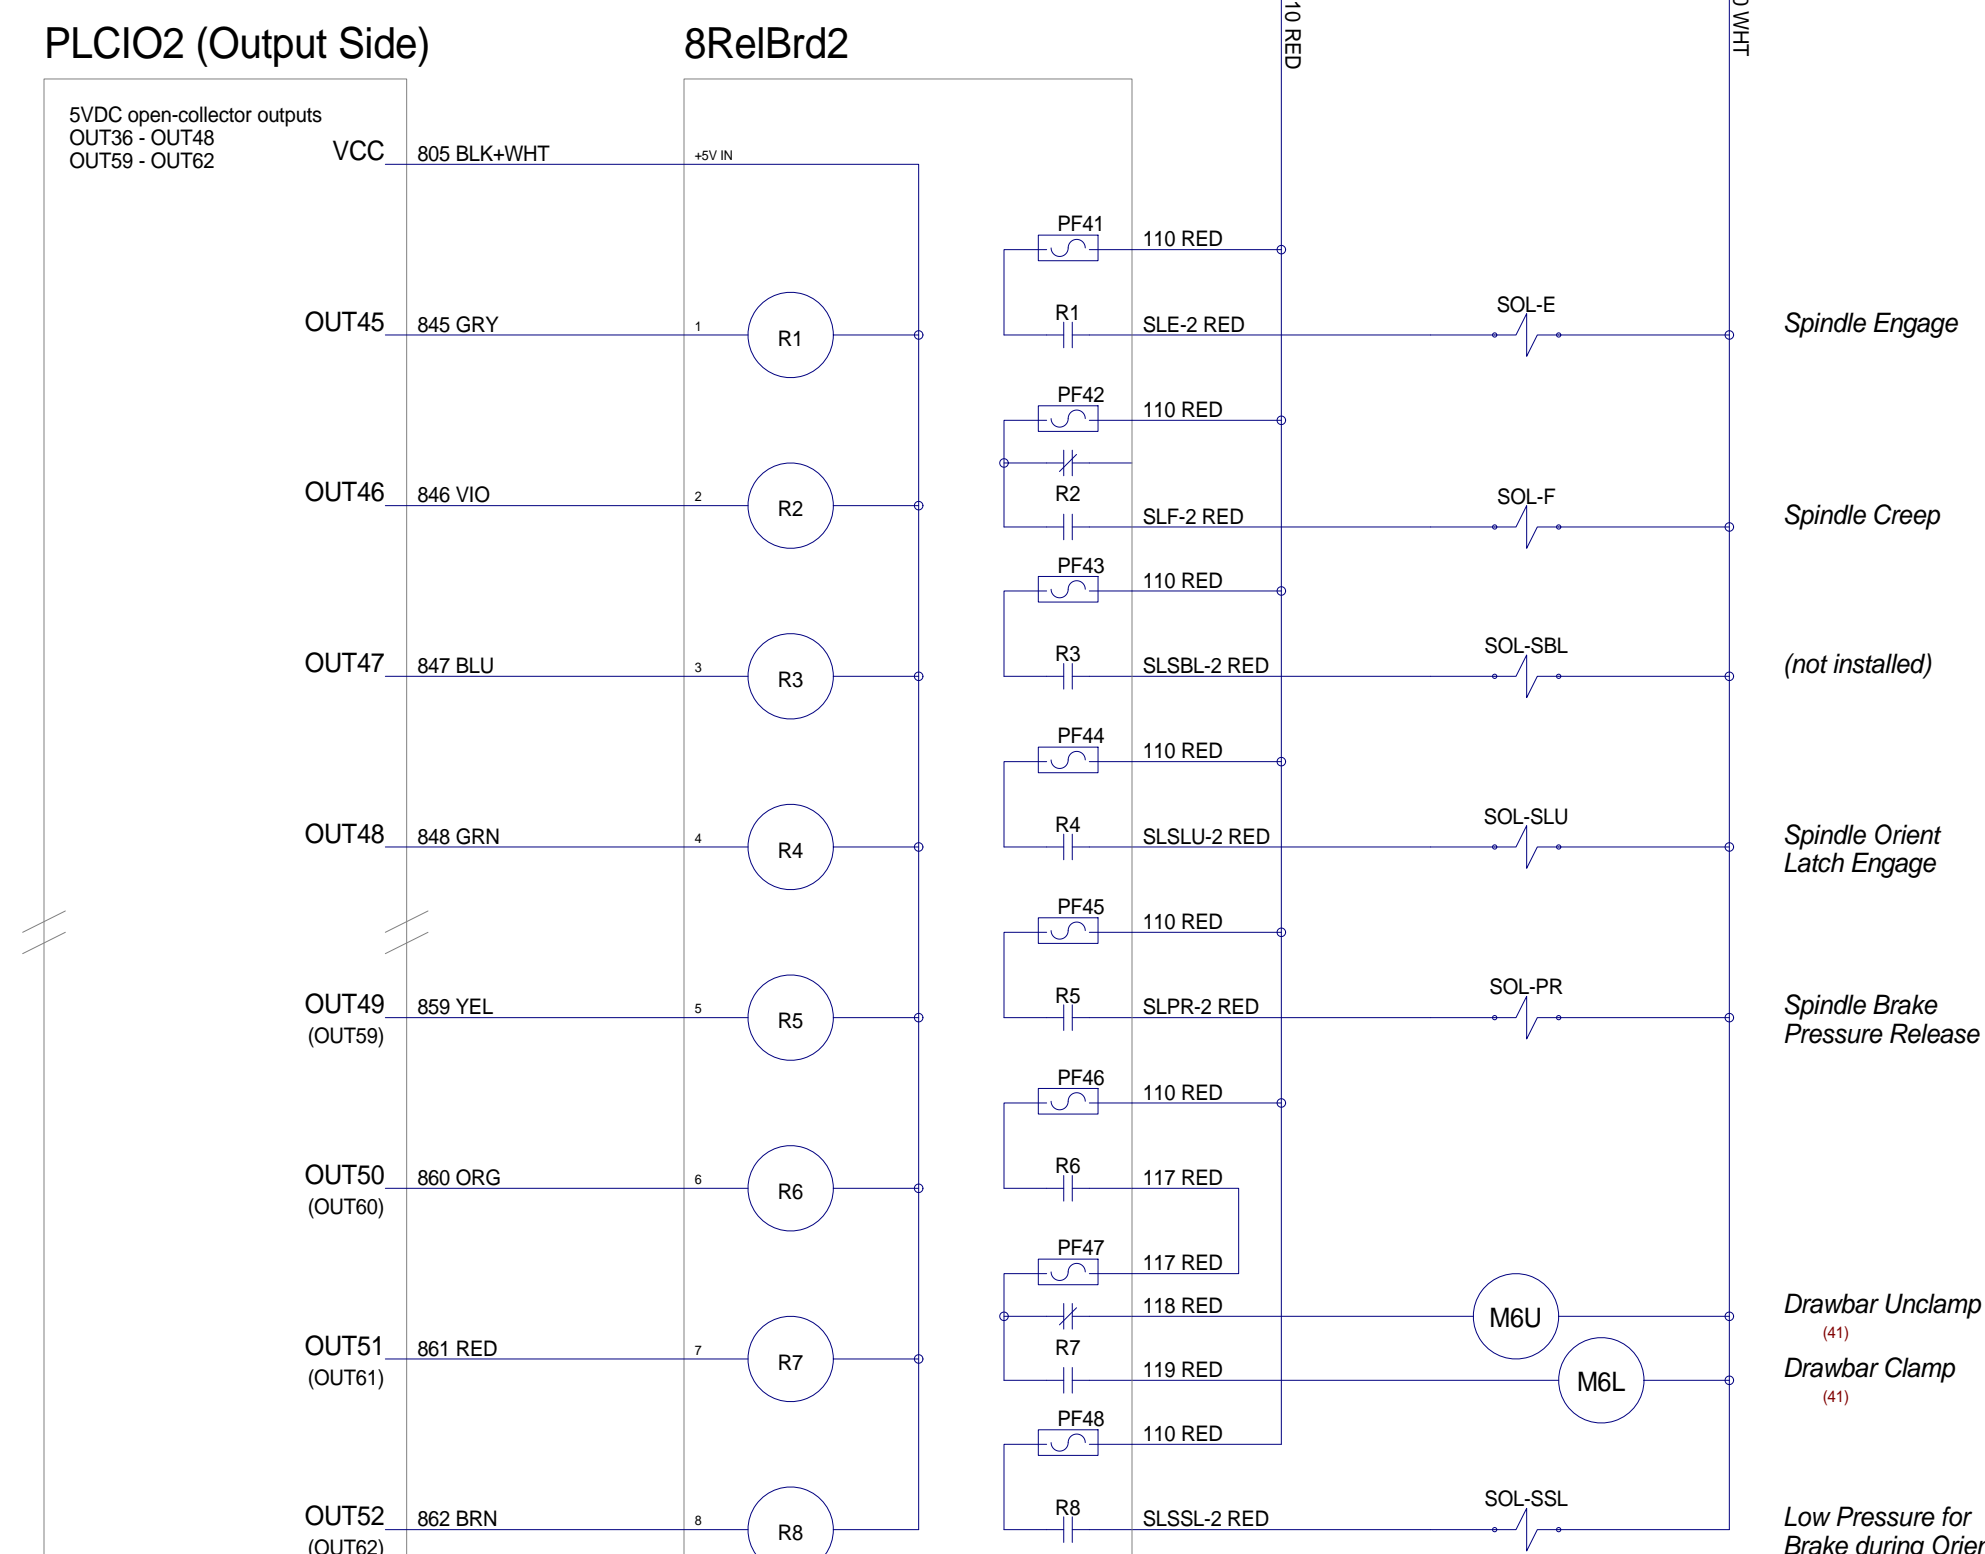 10 RED
0 WHT
PLCIO2 (Output Side)
8RelBrd2
5VDC open-collector outputs
OUT36 - OUT48
OUT59 - OUT62
VCC
805 BLK+WHT
+5V IN
PF41
110 RED
OUT45
845 GRY
1
R1
R1
SLE-2 RED
SOL-E
Spindle Engage
PF42
110 RED
OUT46
846 VIO
2
R2
R2
SLF-2 RED
SOL-F
Spindle Creep
PF43
110 RED
OUT47
847 BLU
3
R3
R3
SLSBL-2 RED
SOL-SBL
(not installed)
PF44
110 RED
OUT48
848 GRN
4
R4
R4
SLSLU-2 RED
SOL-SLU
Spindle Orient
Latch Engage
PF45
110 RED
OUT49
(OUT59)
859 YEL
5
R5
R5
SLPR-2 RED
SOL-PR
Spindle Brake
Pressure Release
PF46
110 RED
OUT50
(OUT60)
860 ORG
6
R6
R6
117 RED
PF47
117 RED
118 RED
M6U
Drawbar Unclamp
(41)
OUT51
(OUT61)
861 RED
7
R7
R7
119 RED
M6L
Drawbar Clamp
(41)
PF48
110 RED
OUT52
(OUT62)
862 BRN
8
R8
R8
SLSSL-2 RED
SOL-SSL
Low Pressure for
Brake during Orien